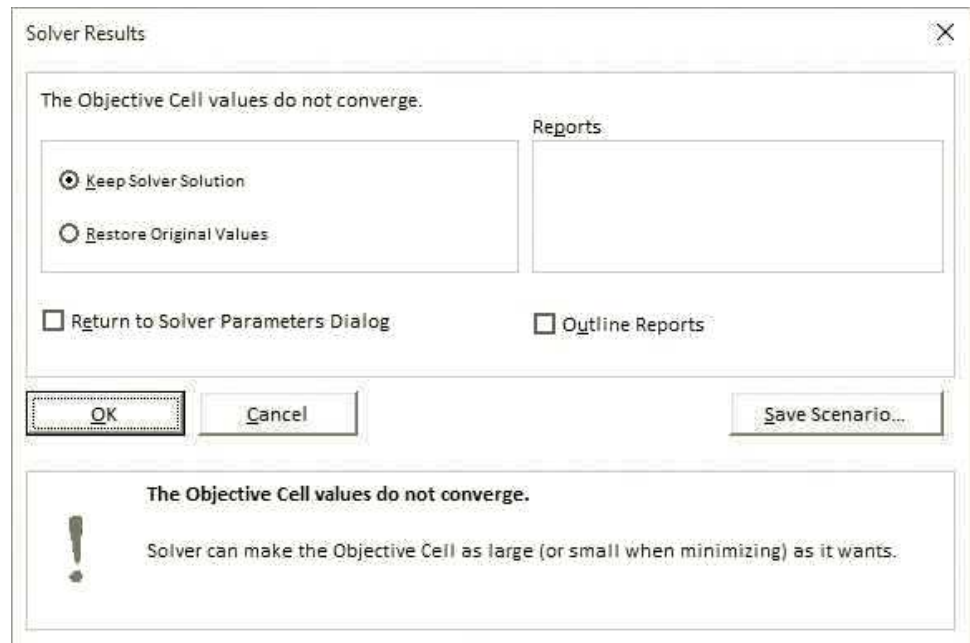 Solver Results
The Objective Cell values do not converge.
Reports
Keep Solver Solution
Restore Original Values
Return to Solver Parameters Dialog
Outline Reports
OK
Cancel
Save Scenario...
The Objective Cell values do not converge.
Solver can make the Objective Cell as large (or small when minimizing) as it wants.